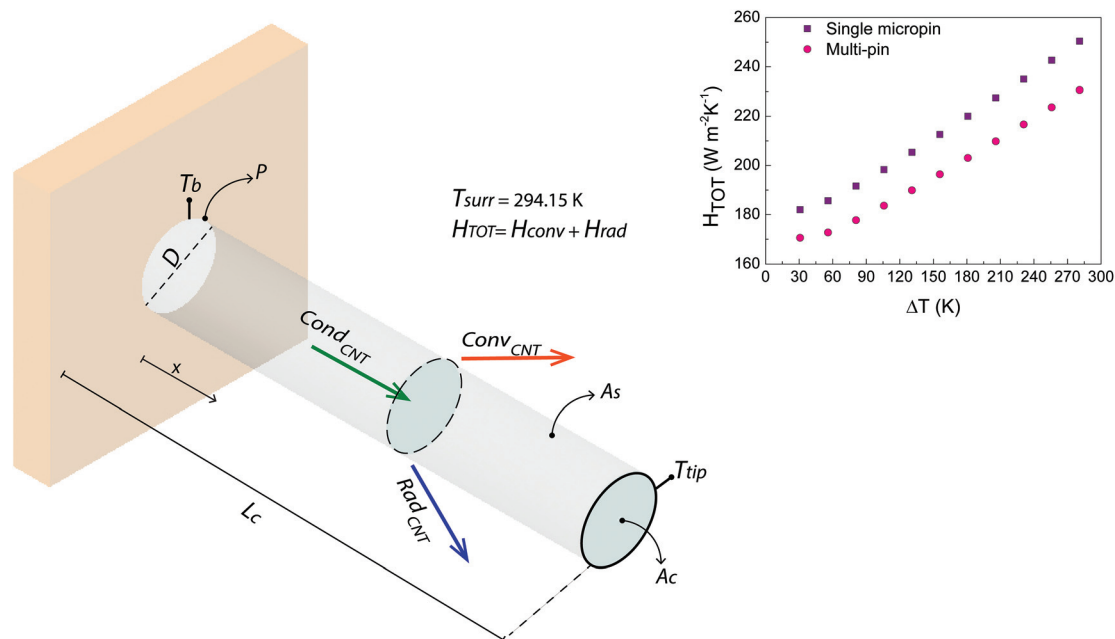 Tb
P
D
Tsurr = 294.15 K
HTOT= Hconv + Hrad
CondCNT
ConvCNT
x
As
Ttip
RadCNT
Lc
Ac
260
240
220
200
180
160
HTOT (W m⁻²K⁻¹)
Single micropin
Multi-pin
0 30 60 90 120 150 180 210 240 270 300
ΔT (K)